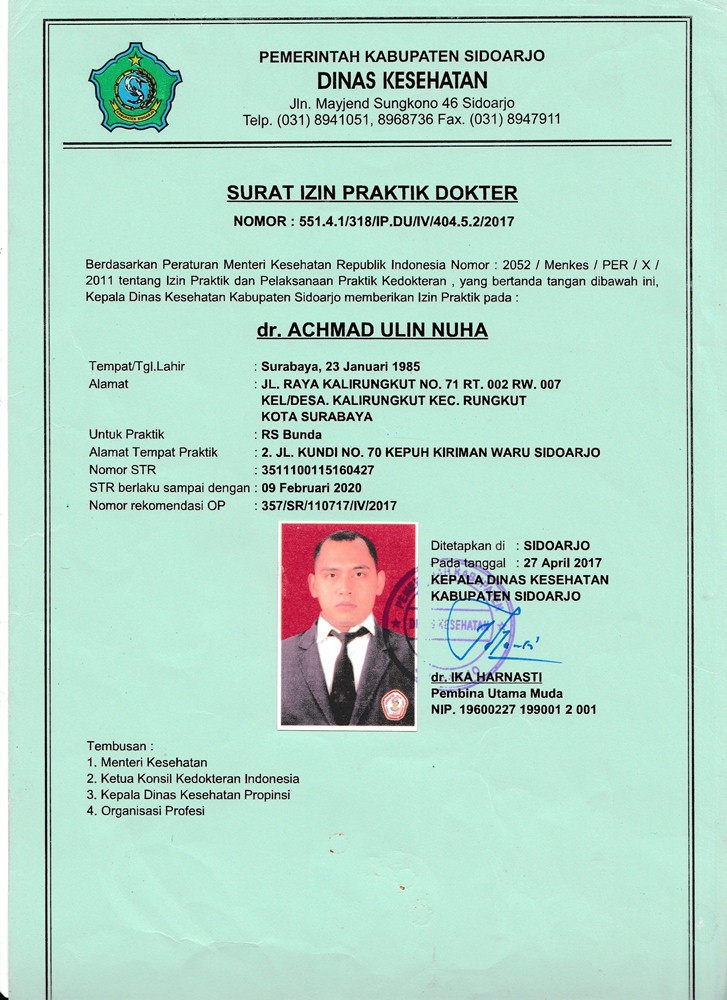 PEMERINTAH KABUPATEN SIDOARJO
DINAS KESEHATAN
Jln. Mayjend Sungkono 46 Sidoarjo
Telp. (031) 8941051, 8968736 Fax. (031) 8947911
SURAT IZIN PRAKTIK DOKTER
NOMOR : 551.4.1/318/IP.DU/IV/404.5.2/2017
Berdasarkan Peraturan Menteri Kesehatan Republik Indonesia Nomor : 2052 / Menkes / PER / X /
2011 tentang Izin Praktik dan Pelaksanaan Praktik Kedokteran , yang bertanda tangan dibawah ini,
Kepala Dinas Kesehatan Kabupaten Sidoarjo memberikan Izin Praktik pada :
dr. ACHMAD ULIN NUHA
Tempat/Tgl.Lahir : Surabaya, 23 Januari 1985
Alamat : JL. RAYA KALIRUNGKUT NO. 71 RT. 002 RW. 007
KEL/DESA. KALIRUNGKUT KEC. RUNGKUT
KOTA SURABAYA
Untuk Praktik : RS Bunda
Alamat Tempat Praktik : 2. JL. KUNDI NO. 70 KEPUH KIRIMAN WARU SIDOARJO
Nomor STR : 3511100115160427
STR berlaku sampai dengan : 09 Februari 2020
Nomor rekomendasi OP : 357/SR/110717/IV/2017
Ditetapkan di : SIDOARJO
Pada tanggal : 27 April 2017
KEPALA DINAS KESEHATAN
KABUPATEN SIDOARJO
KESEHATAN
dr. IKA HARNASTI
Pembina Utama Muda
NIP. 19600227 199001 2 001
Tembusan :
1. Menteri Kesehatan
2. Ketua Konsil Kedokteran Indonesia
3. Kepala Dinas Kesehatan Propinsi
4. Organisasi Profesi